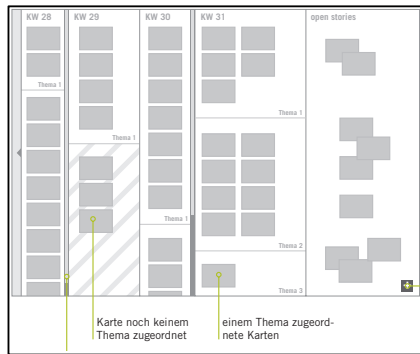 KW 28 KW 29 KW 30 KW 31 open stories
Thema 1
Thema 1
Thema 1
Thema 1
Thema 2
Thema 3
Karte noch keinem
Thema zugeordnet
einem Thema zugeord-
nete Karten